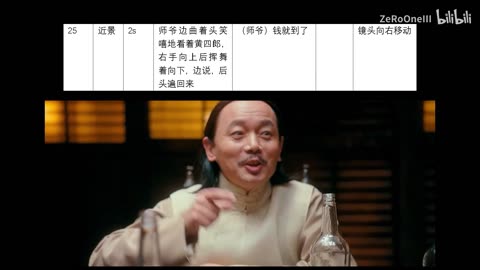 ZeRoOneIII bilibili
25 近景 2s 师爷边曲着头笑 （师爷）钱就到了 镜头向右移动
嘻地看着黄四郎，
右手向上后挥舞
着向下，边说，后
头遍回来